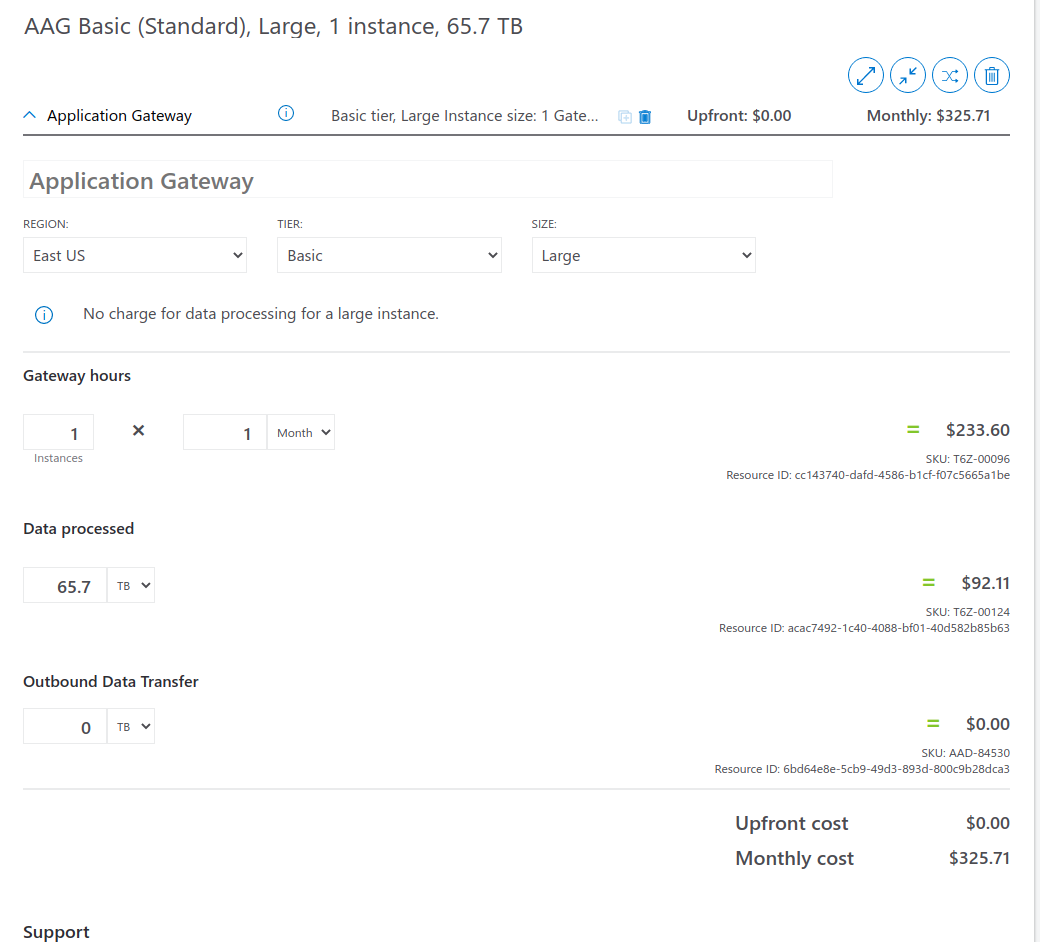 AAG Basic (Standard), Large, 1 instance, 65.7 TB
Application Gateway Basic tier, Large Instance size: 1 Gate... Upfront: $0.00 Monthly: $325.71
Application Gateway
REGION: TIER: SIZE:
East US Basic Large
No charge for data processing for a large instance.
Gateway hours
1 × 1 Month = $233.60
Instances SKU: T6Z-00096
Resource ID: cc143740-dafd-4586-b1cf-f07c5665a1be
Data processed
65.7 TB = $92.11
SKU: T6Z-00124
Resource ID: acac7492-1c40-4088-bf01-40d582b85b63
Outbound Data Transfer
0 TB = $0.00
SKU: AAD-84530
Resource ID: 6bd64e8e-5cb9-49d3-893d-800c9b28dca3
Upfront cost $0.00
Monthly cost $325.71
Support